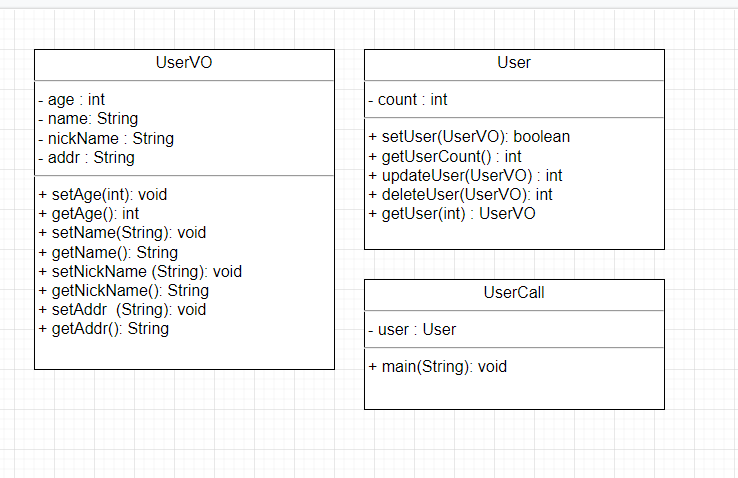 UserVO
- age : int
- name: String
- nickName : String
- addr : String
+ setAge(int): void
+ getAge(): int
+ setName(String): void
+ getName(): String
+ setNickName (String): void
+ getNickName(): String
+ setAddr  (String): void
+ getAddr(): String
User
- count : int
+ setUser(UserVO): boolean
+ getUserCount() : int
+ updateUser(UserVO) : int
+ deleteUser(UserVO): int
+ getUser(int) : UserVO
UserCall
- user : User
+ main(String): void